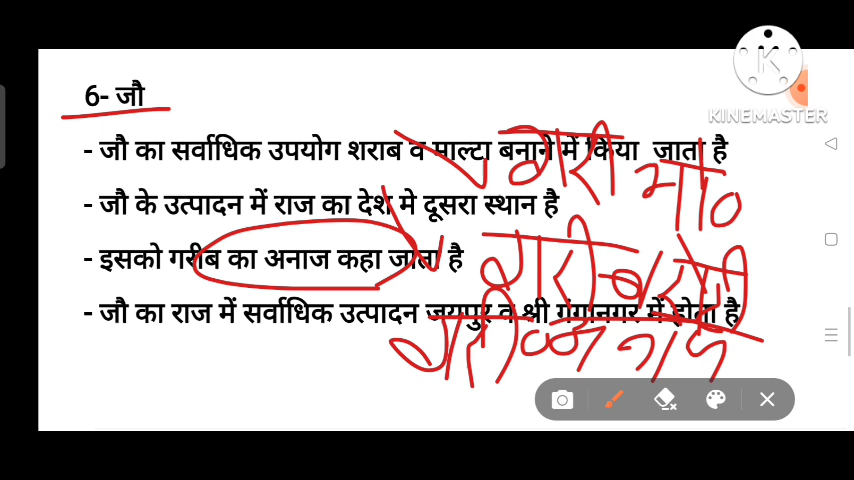 KINEMASTER
6- जौ
- जौ का सर्वाधिक उपयोग शराब व माल्टा बनाने में किया जाता है
- जौ के उत्पादन में राज का देश मे दूसरा स्थान है
- इसको गरीब का अनाज कहा जाता है
- जौ का राज में सर्वाधिक उत्पादन जयपुर व श्री गंगानगर में होता है